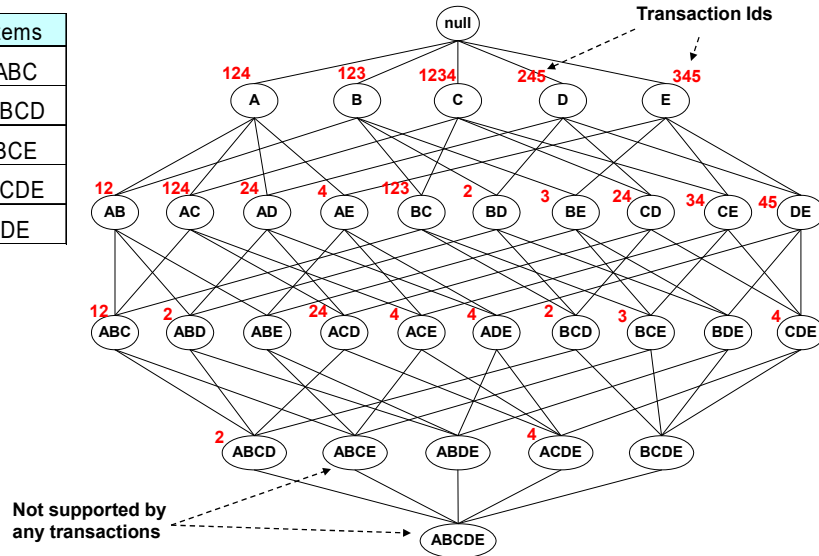 null
Transaction Ids
tems
ABC
BCD
BCE
CDE
DE
124 123 1234 245 345
A B C D E
12 124 24 4 123 2 3 24 34 45
AB AC AD AE BC BD BE CD CE DE
12 2 24 4 4 2 3 4
ABC ABD ABE ACD ACE ADE BCD BCE BDE CDE
2 4
ABCD ABCE ABDE ACDE BCDE
Not supported by
any transactions
ABCDE